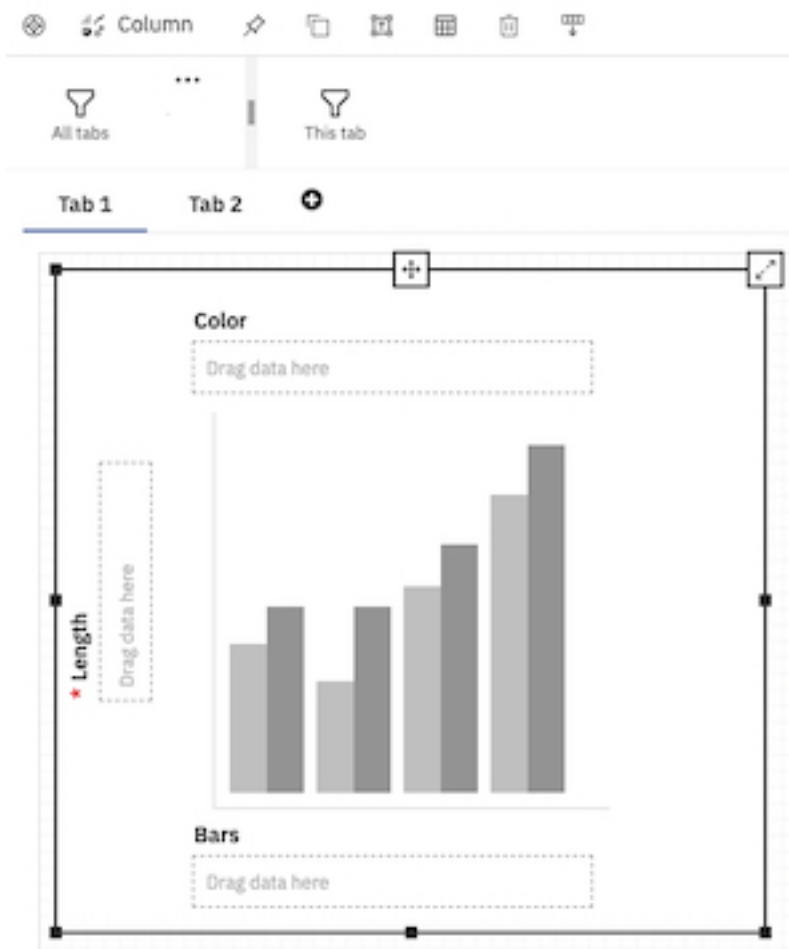 Column
All tabs
...
This tab
Tab 1
Tab 2
Color
Drag data here
* Length
Drag data here
Bars
Drag data here